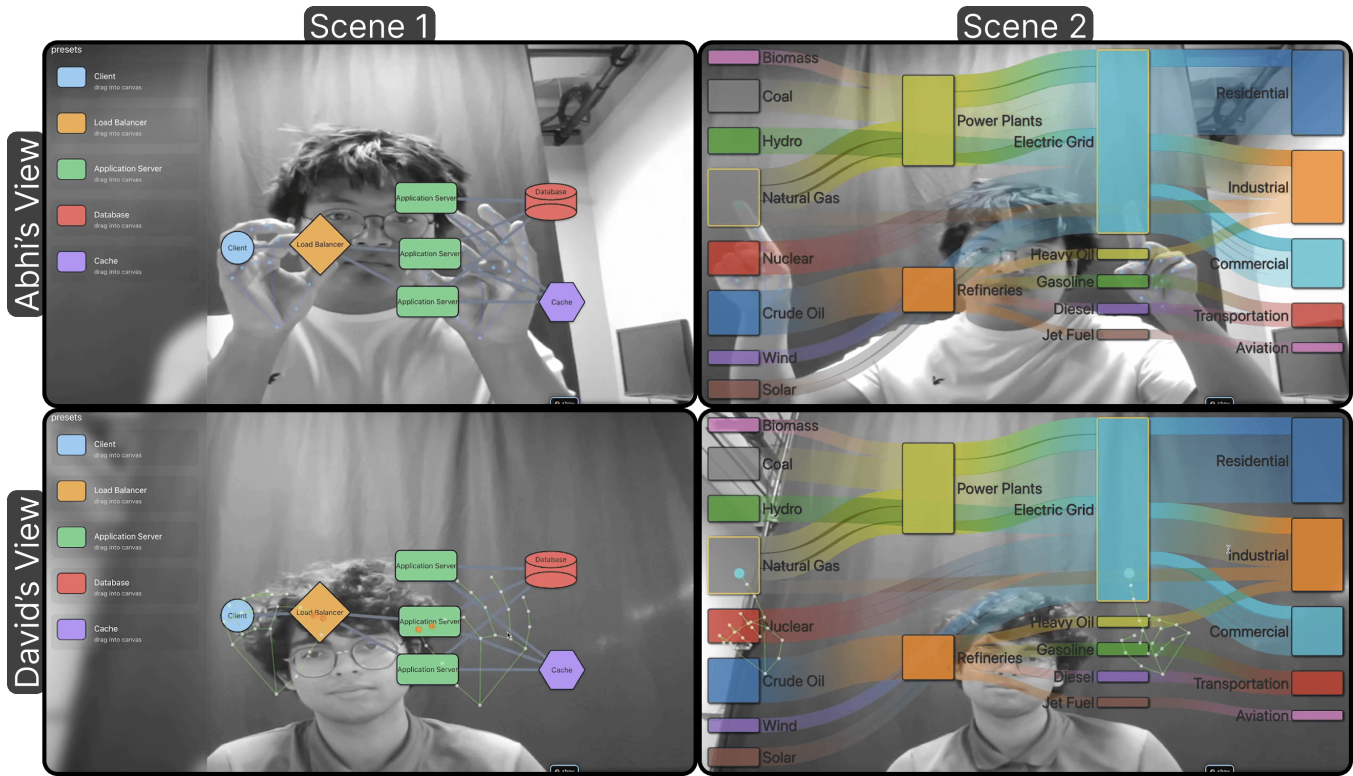 Scene 1
Scene 2
Abhi's View
presets
Client
drag into canvas
Load Balancer
drag into canvas
Application Server
drag into canvas
Database
drag into canvas
Cache
drag into canvas
Client
Load Balancer
Application Server
Application Server
Application Server
Database
Cache
Biomass
Coal
Hydro
Natural Gas
Nuclear
Crude Oil
Wind
Solar
Power Plants
Refineries
Electric Grid
Heavy Oil
Gasoline
Diesel
Jet Fuel
Residential
Industrial
Commercial
Transportation
Aviation
David's View
presets
Client
drag into canvas
Load Balancer
drag into canvas
Application Server
drag into canvas
Database
drag into canvas
Cache
drag into canvas
Client
Load Balancer
Application Server
Application Server
Application Server
Database
Cache
Biomass
Coal
Hydro
Natural Gas
Nuclear
Crude Oil
Wind
Solar
Power Plants
Refineries
Electric Grid
Heavy Oil
Gasoline
Diesel
Jet Fuel
Residential
Industrial
Commercial
Transportation
Aviation